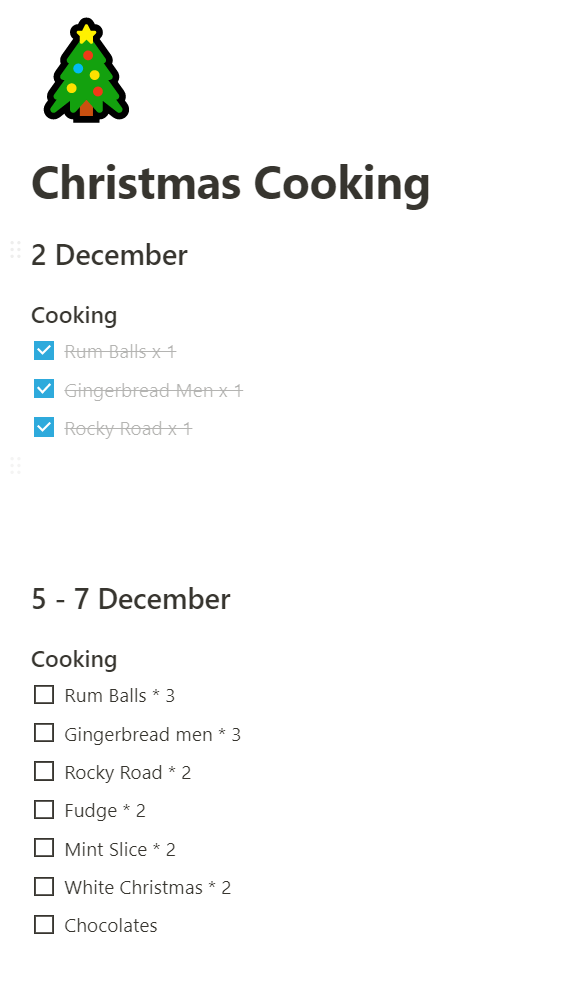 Christmas Cooking
2 December
Cooking
Rum Balls x 1
Gingerbread Men x 1
Rocky Road x 1
5 - 7 December
Cooking
Rum Balls * 3
Gingerbread men * 3
Rocky Road * 2
Fudge * 2
Mint Slice * 2
White Christmas * 2
Chocolates